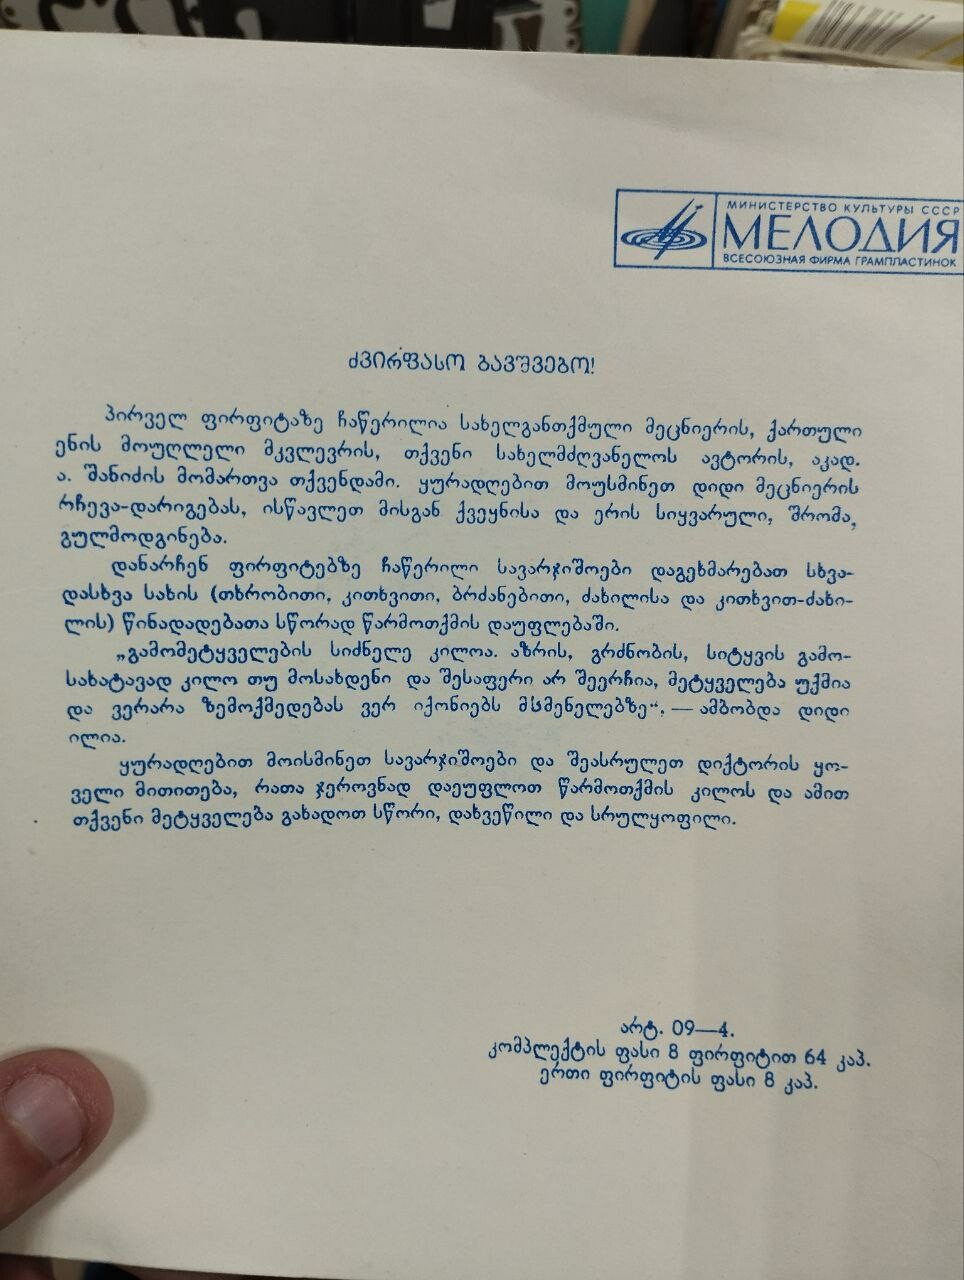 МИНИСТЕРСТВО КУЛЬТУРЫ СССР
МЕЛОДИЯ
ВСЕСОЮЗНАЯ ФИРМА ГРАМПЛАСТИНОК
ძვირფასო ბავშვებო!
პირველ ფირფიტაზე ჩაწერილია სახელგანთქმული მეცნიერის, ქართული
ენის მოუღლელი მკვლევრის, თქვენი სახელმძღვანელოს ავტორის, აკად.
ა. შანიძის მომართვა თქვენდამი. ყურადღებით მოუსმინეთ დიდი მეცნიერის
რჩევა-დარიგებას, ისწავლეთ მისგან ქვეყნისა და ერის სიყვარული, შრომა,
გულმოდგინება.
დანარჩენ ფირფიტებზე ჩაწერილი სავარჯიშოები დაგეხმარებათ სხვა-
დასხვა სახის (თხრობითი, კითხვითი, ბრძანებითი, ძახილისა და კითხვით-ძახი-
ლის) წინადადებათა სწორად წარმოთქმის დაუფლებაში.
„გამომეტყველების სიძნელე კილოა. აზრის, გრძნობის, სიტყვის გამო-
სახატავად კილო თუ მოსახდენი და შესაფერი არ შეერჩია, მეტყველება უქმია
და ვერარა ზემოქმედებას ვერ იქონიებს მსმენელებზე“, — ამბობდა დიდი
ილია.
ყურადღებით მოისმინეთ სავარჯიშოები და შეასრულეთ დიქტორის ყო-
ველი მითითება, რათა ჯეროვნად დაეუფლოთ წარმოთქმის კილოს და ამით
თქვენი მეტყველება გახადოთ სწორი, დახვეწილი და სრულყოფილი.
არტ. 09—4.
კომპლექტის ფასი 8 ფირფიტით 64 კაპ.
ერთი ფირფიტის ფასი 8 კაპ.